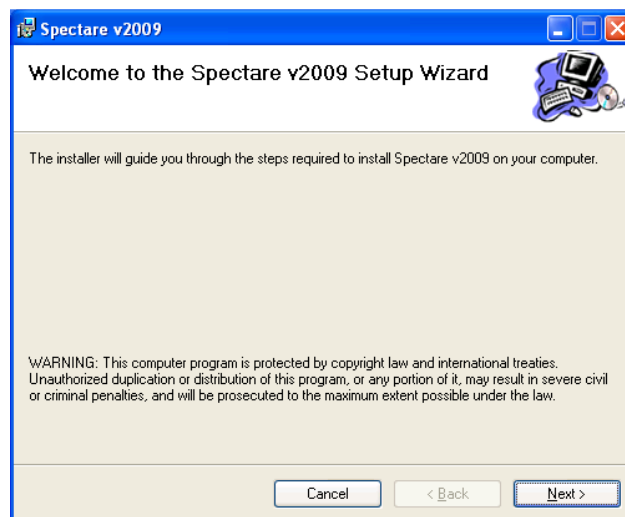 Spectare v2009
Welcome to the Spectare v2009 Setup Wizard
The installer will guide you through the steps required to install Spectare v2009 on your computer.
WARNING: This computer program is protected by copyright law and international treaties.
Unauthorized duplication or distribution of this program, or any portion of it, may result in severe civil
or criminal penalties, and will be prosecuted to the maximum extent possible under the law.
Cancel
< Back
Next >